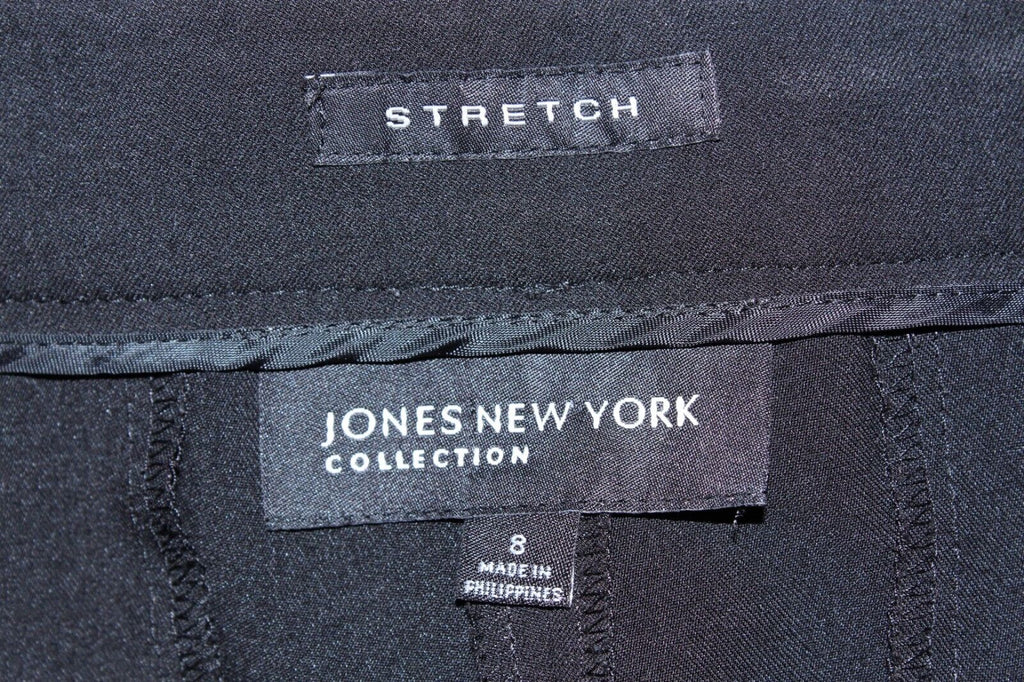 STRETCH
JONES NEW YORK
COLLECTION
8
MADE IN
PHILIPPINES